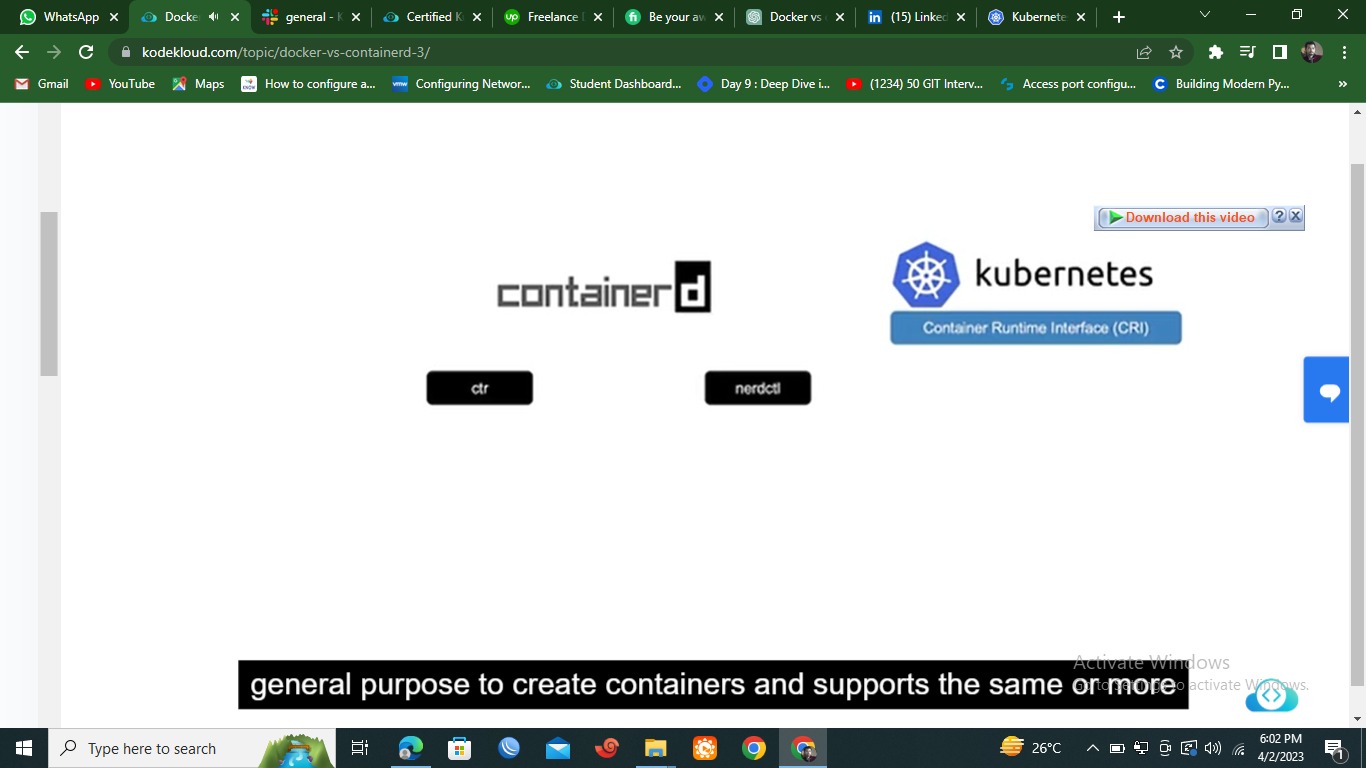 WhatsApp
Docke
general - K
Certified K
Freelance
Be your aw
Docker vs
(15) Linked
Kubernete
kodekloud.com/topic/docker-vs-containerd-3/
Gmail
YouTube
Maps
How to configure a...
Configuring Networ...
Student Dashboard...
Day 9 : Deep Dive i...
(1234) 50 GIT Interv...
Access port configu...
Building Modern Py...
»
Download this video
containerd
kubernetes
Container Runtime Interface (CRI)
ctr
nerdctl
Activate Windows
general purpose to create containers and supports the same or more
Go to Settings to activate Windows.
Type here to search
26°C
6:02 PM
4/2/2023
1